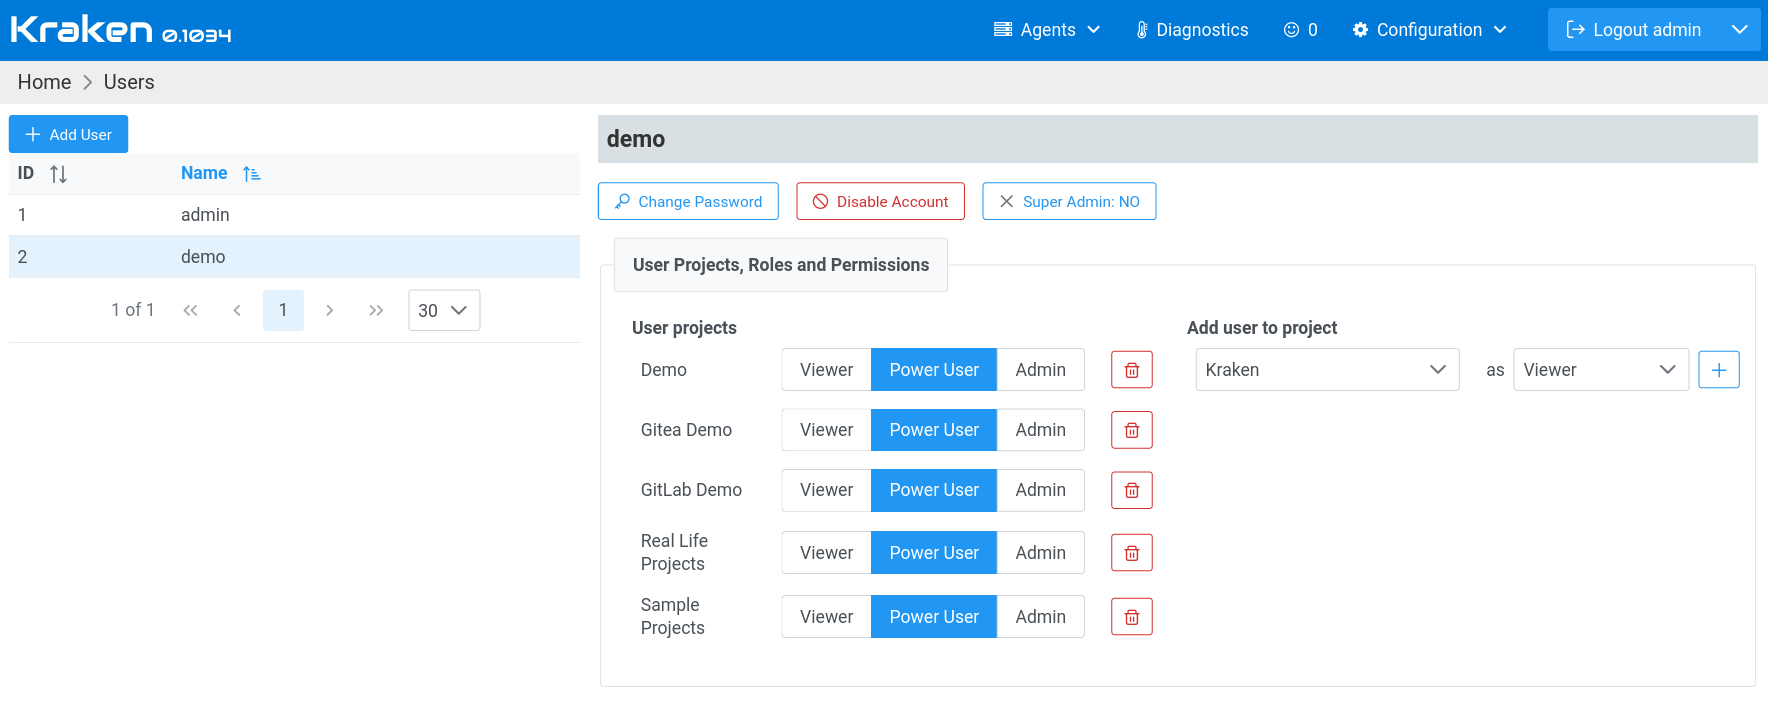 Kraken 0.1034
Agents
Diagnostics
0
Configuration
Logout admin
Home > Users
Add User
ID Name
1 admin
2 demo
1 of 1 << < 1 > >> 30
demo
Change Password
Disable Account
Super Admin: NO
User Projects, Roles and Permissions
User projects
Demo Viewer Power User Admin
Gitea Demo Viewer Power User Admin
GitLab Demo Viewer Power User Admin
Real Life
Projects
Viewer Power User Admin
Sample
Projects
Viewer Power User Admin
Add user to project
Kraken as Viewer